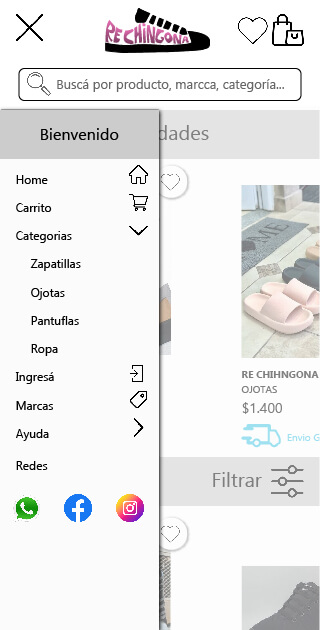 RE CHINGONA
Buscá por producto, marcca, categoría...
Bienvenido
dades
Home
Carrito
Categorias
Zapatillas
Ojotas
Pantuflas
Ropa
Ingresá
Marcas
Ayuda
Redes
RE CHIHNGONA
OJOTAS
$1.400
Envio G
Filtrar